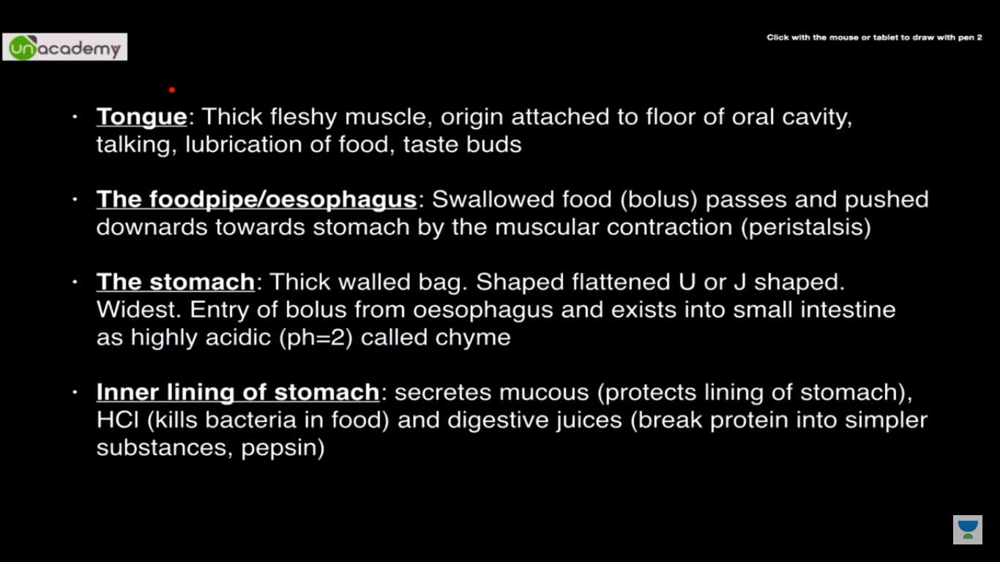 unacademy
Click with the mouse or tablet to draw with pen 2
· Tongue: Thick fleshy muscle, origin attached to floor of oral cavity,
talking, lubrication of food, taste buds
· The foodpipe/oesophagus: Swallowed food (bolus) passes and pushed
downards towards stomach by the muscular contraction (peristalsis)
· The stomach: Thick walled bag. Shaped flattened U or J shaped.
Widest. Entry of bolus from oesophagus and exists into small intestine
as highly acidic (ph=2) called chyme
· Inner lining of stomach: secretes mucous (protects lining of stomach),
HCl (kills bacteria in food) and digestive juices (break protein into simpler
substances, pepsin)